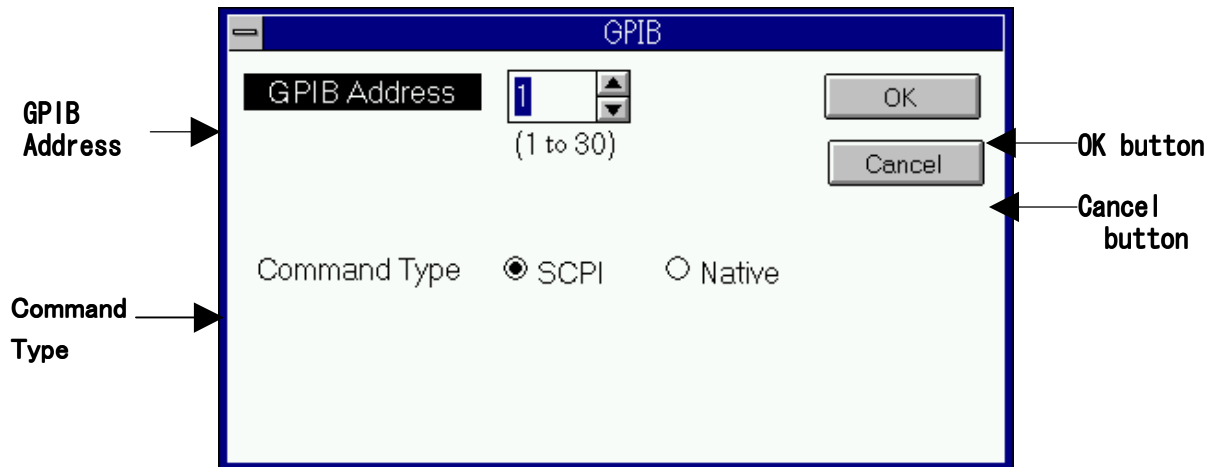 GPIB
GPIB Address 1
(1 to 30)
OK
Cancel
Command Type SCPI Native
GPIB
Address
Command
Type
OK button
Cancel
button